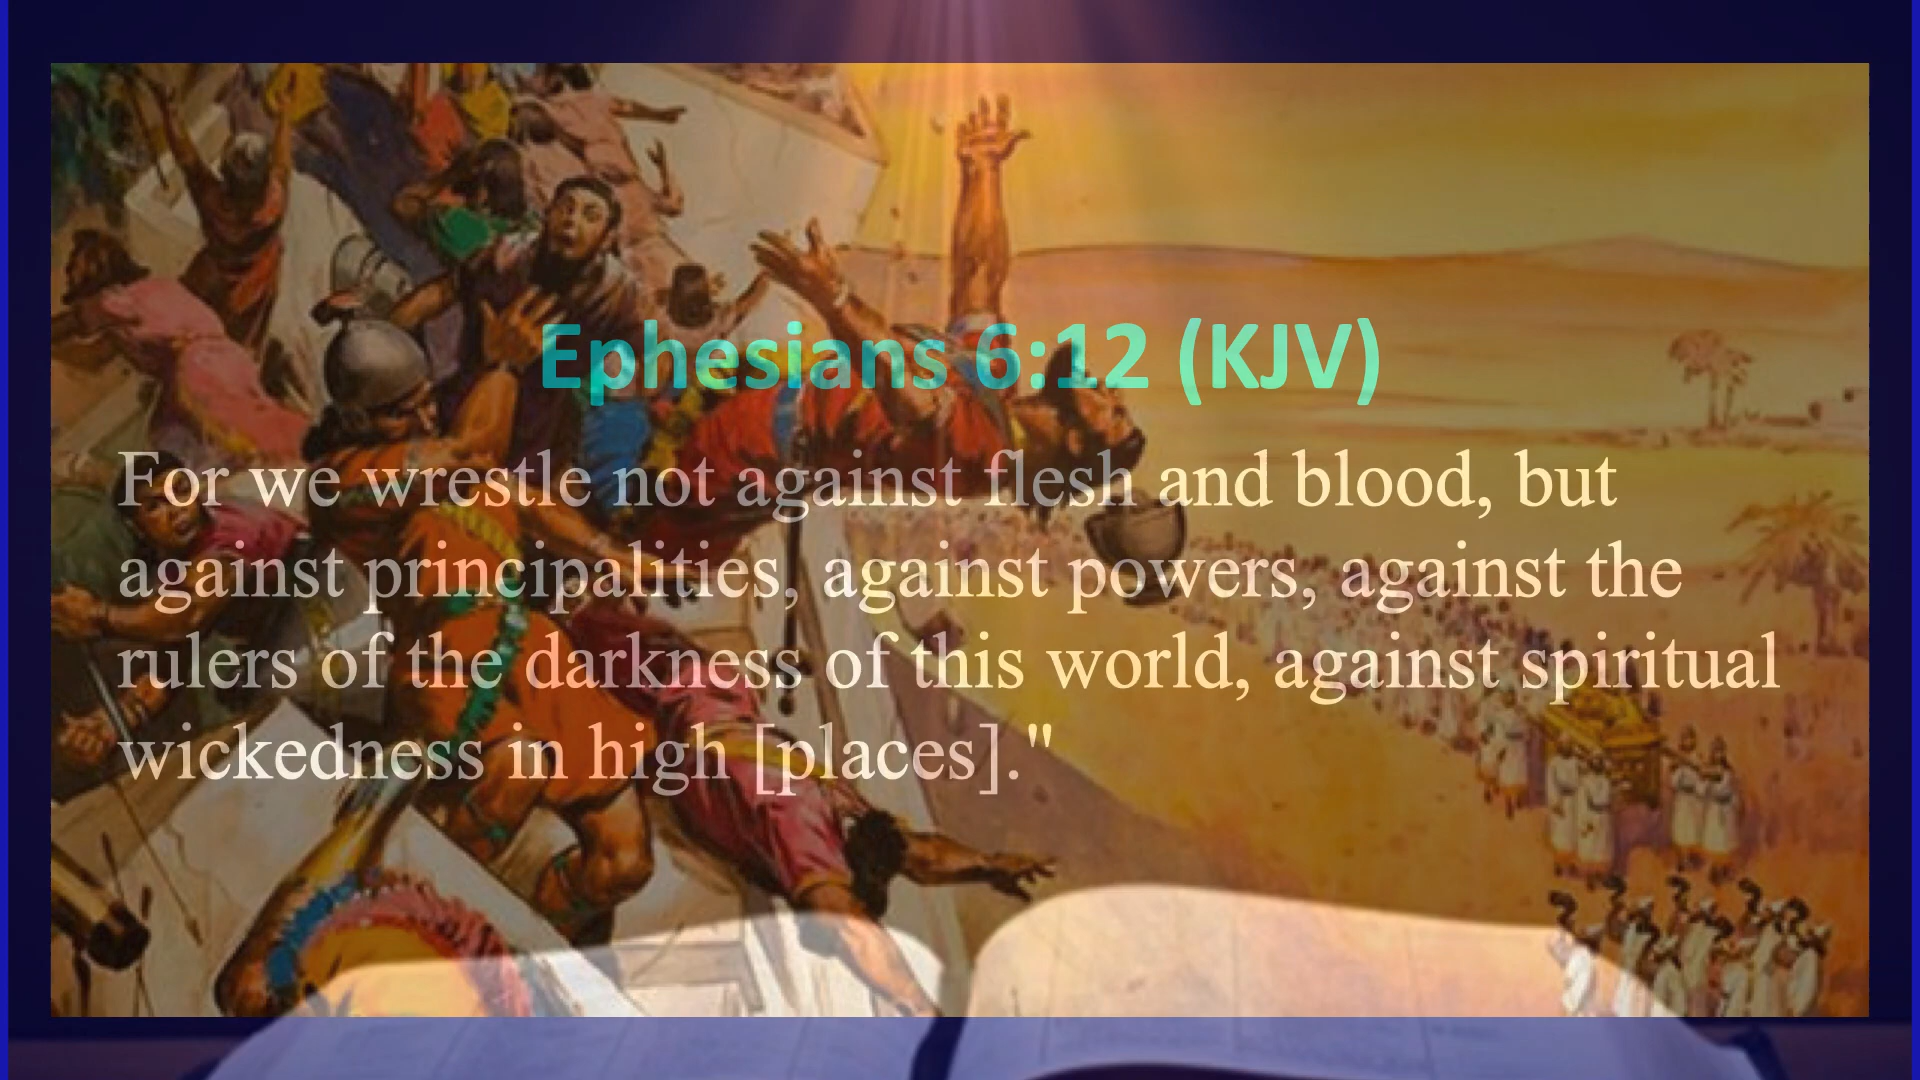 Ephesians 6:12 (KJV)
For we wrestle not against flesh and blood, but
against principalities, against powers, against the
rulers of the darkness of this world, against spiritual
wickedness in high [places]."